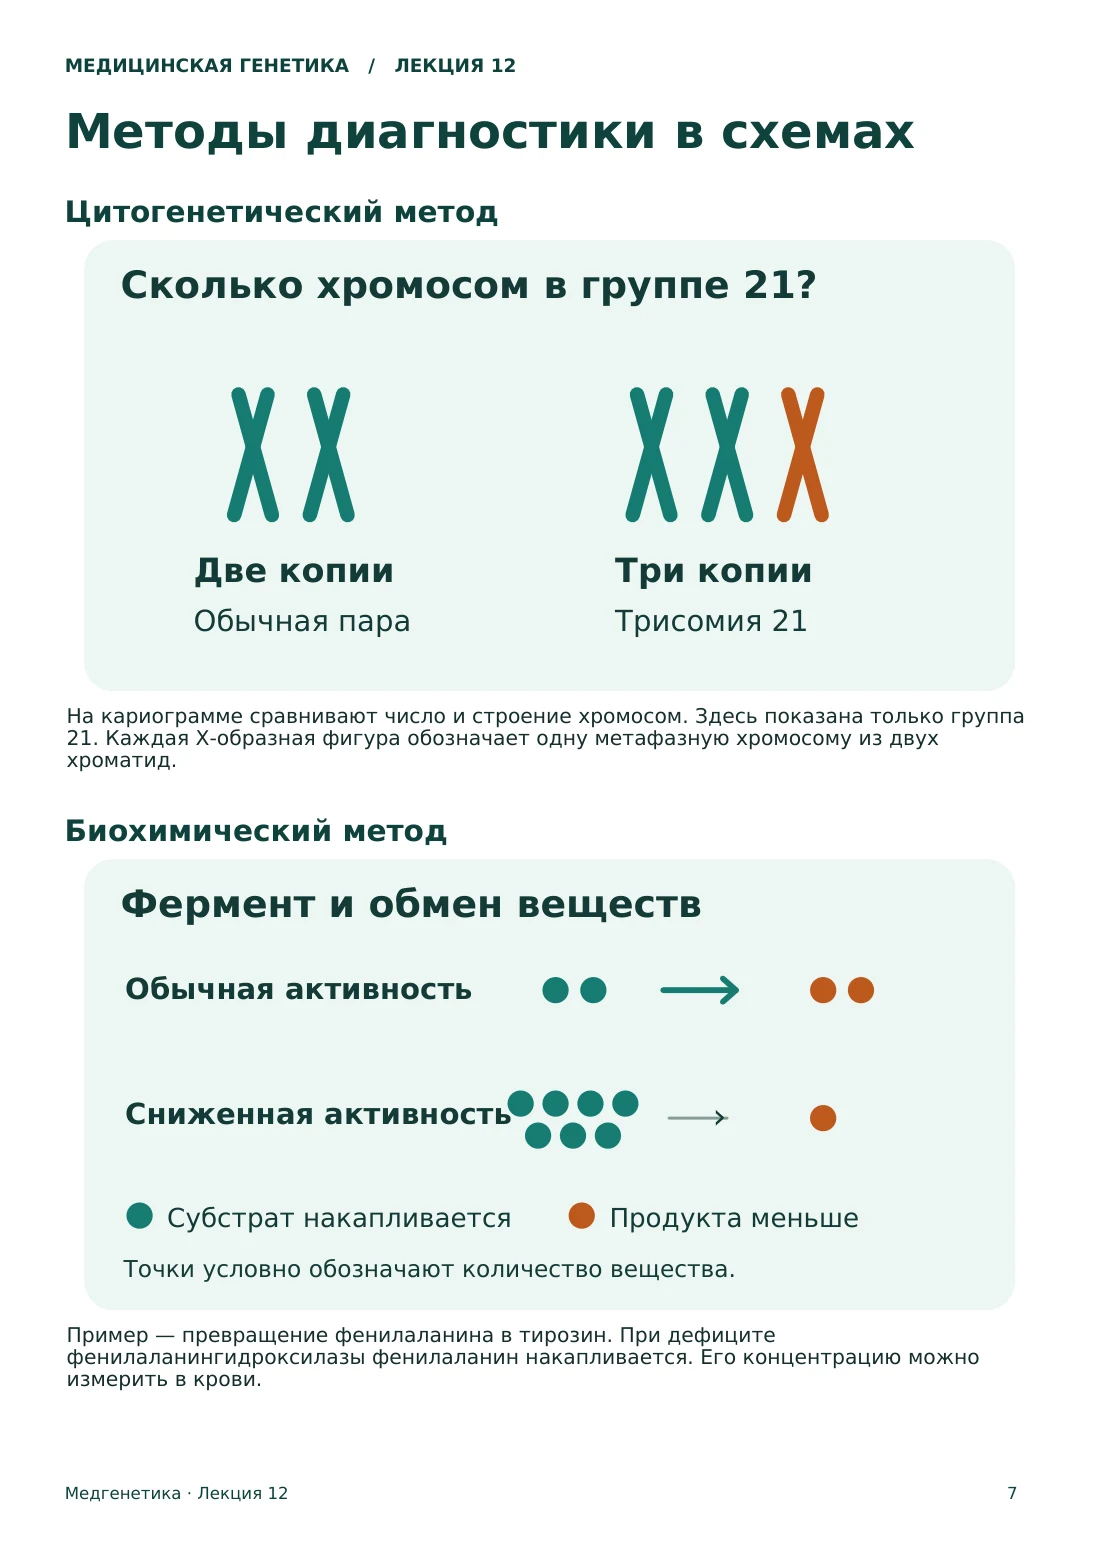 МЕДИЦИНСКАЯ ГЕНЕТИКА / ЛЕКЦИЯ 12
Методы диагностики в схемах
Цитогенетический метод
Сколько хромосом в группе 21?
Две копии
Три копии
Обычная пара
Трисомия 21
На кариограмме сравнивают число и строение хромосом. Здесь показана только группа
21. Каждая X-образная фигура обозначает одну метафазную хромосому из двух
хроматид.
Биохимический метод
Фермент и обмен веществ
Обычная активность
Сниженная активность
Субстрат накапливается
Продукта меньше
Точки условно обозначают количество вещества.
Пример — превращение фенилаланина в тирозин. При дефиците
фенилаланингидроксилазы фенилаланин накапливается. Его концентрацию можно
измерить в крови.
Медгенетика · Лекция 12
7